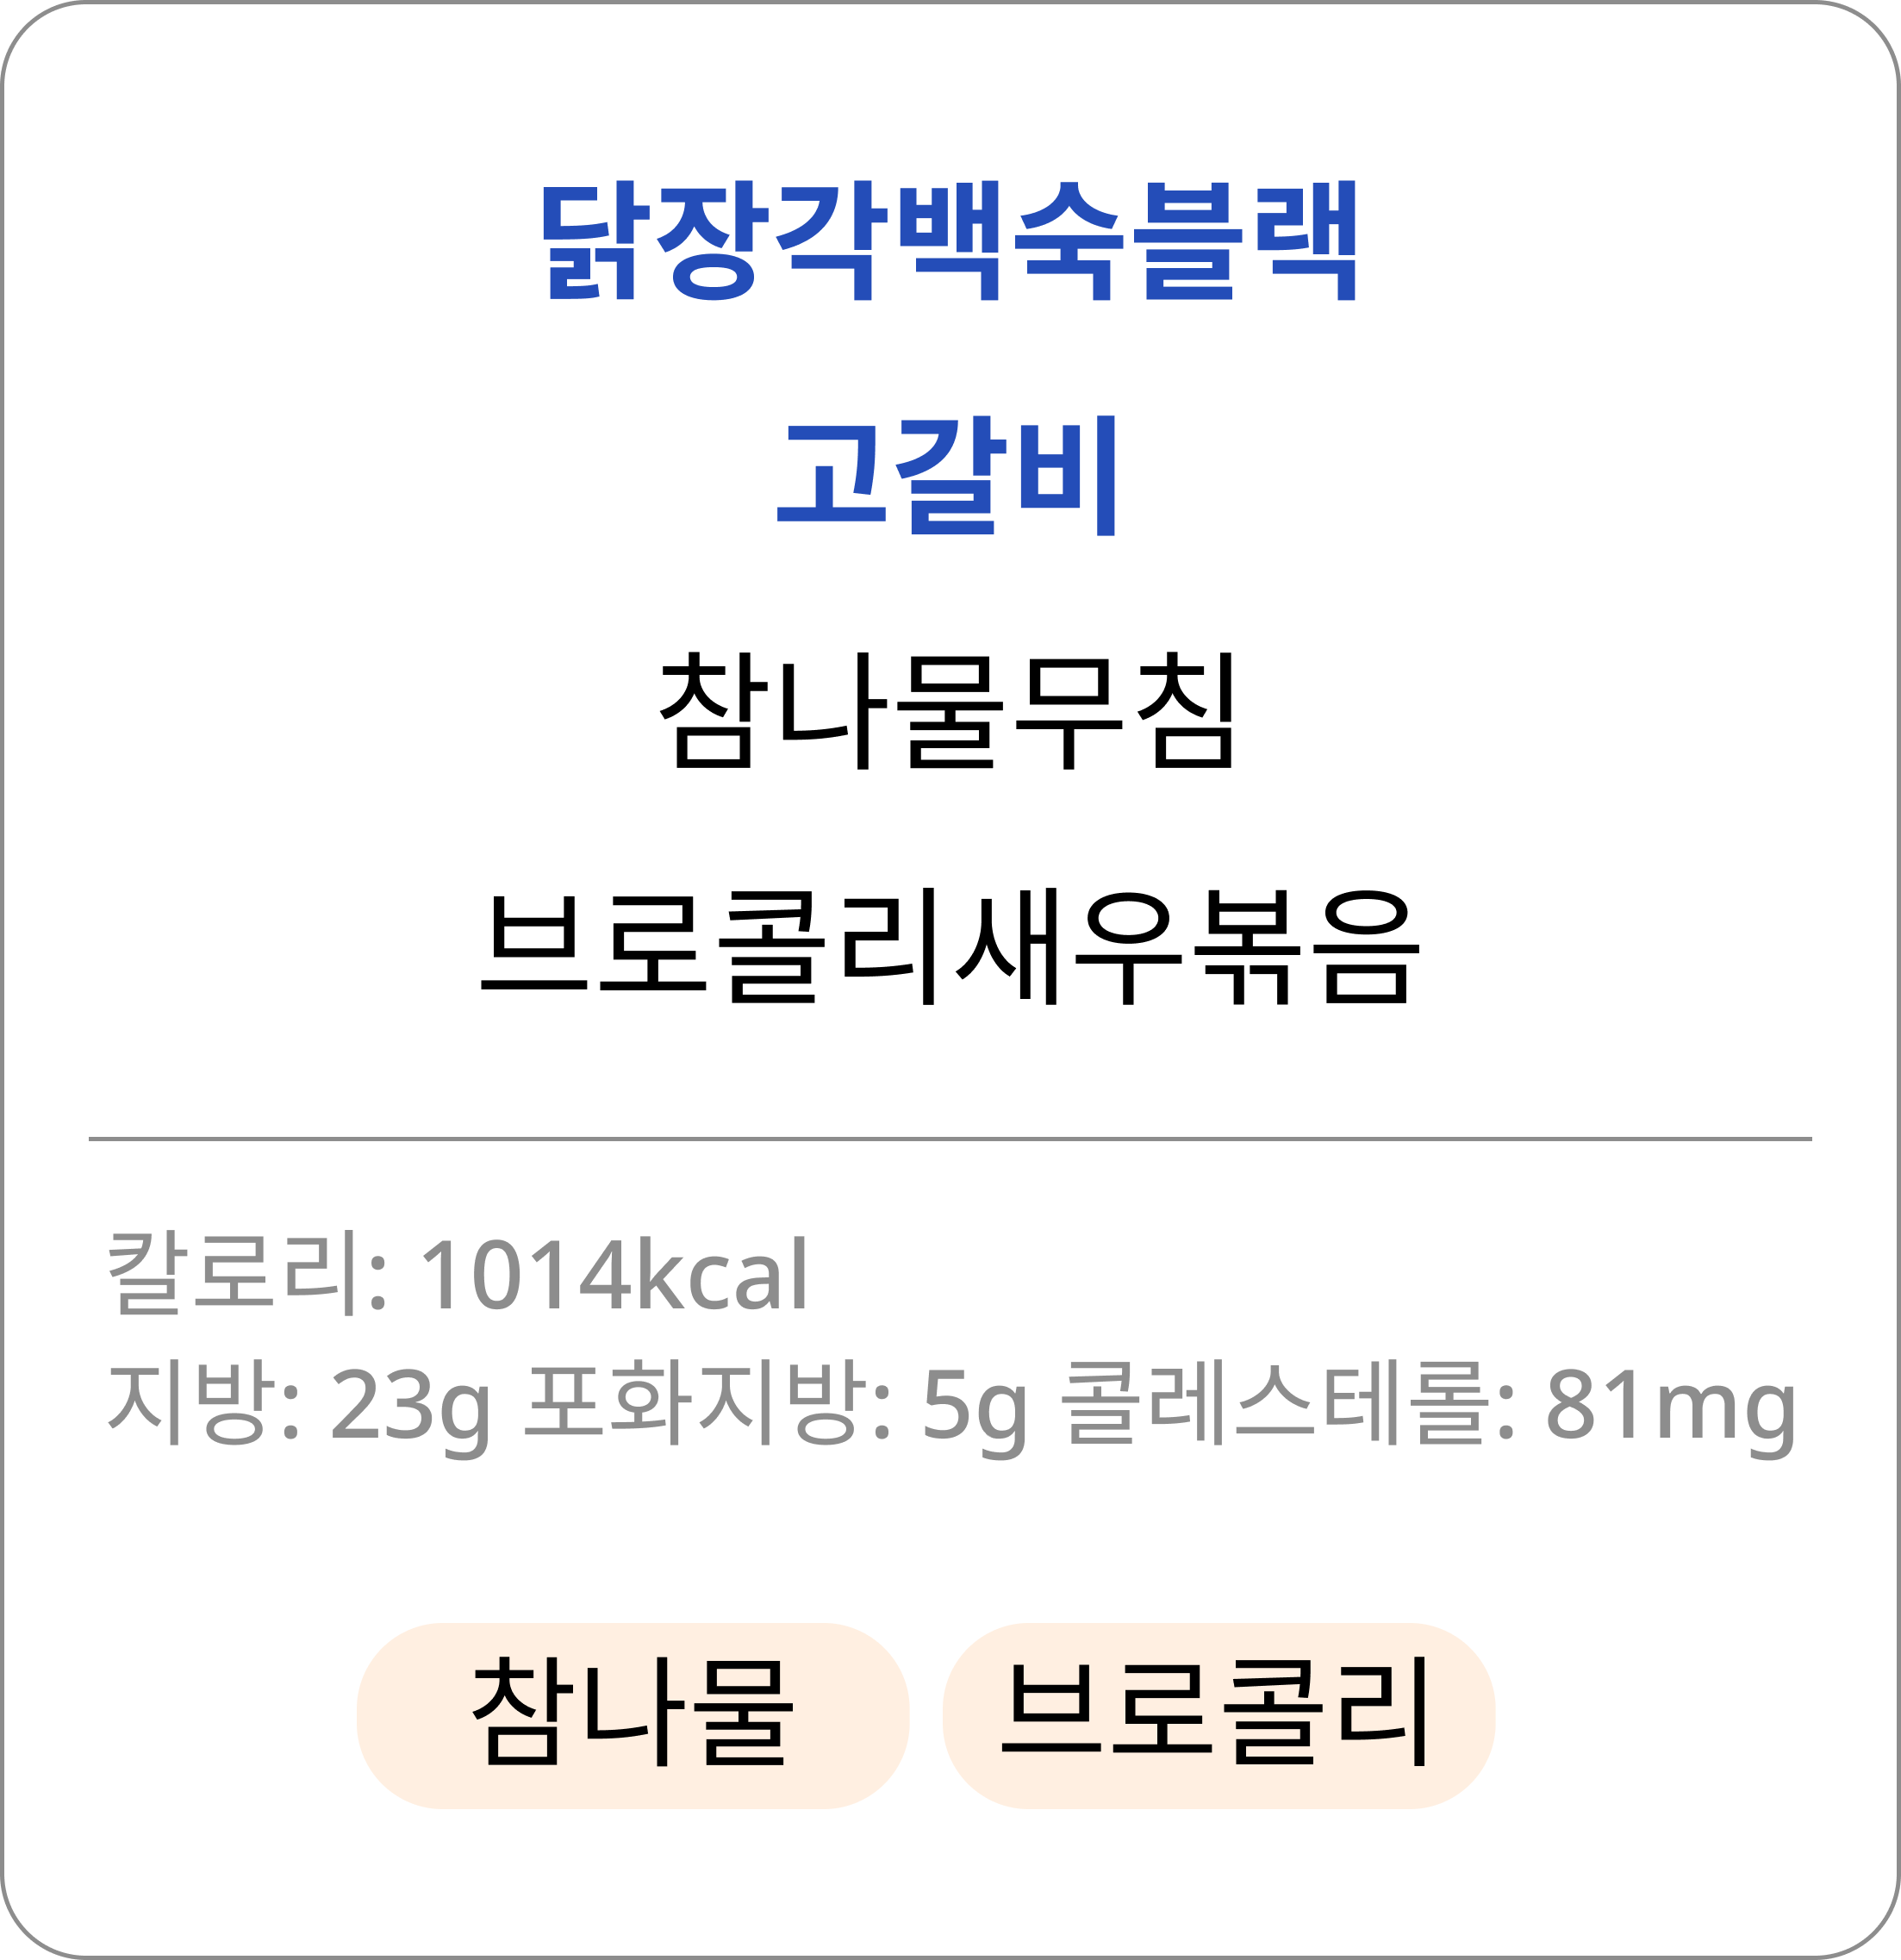 닭장각백숙블랙
고갈비
참나물무침
브로콜리새우볶음
칼로리: 1014kcal
지방: 23g 포화지방: 5g 콜레스테롤: 81mg
참나물 브로콜리